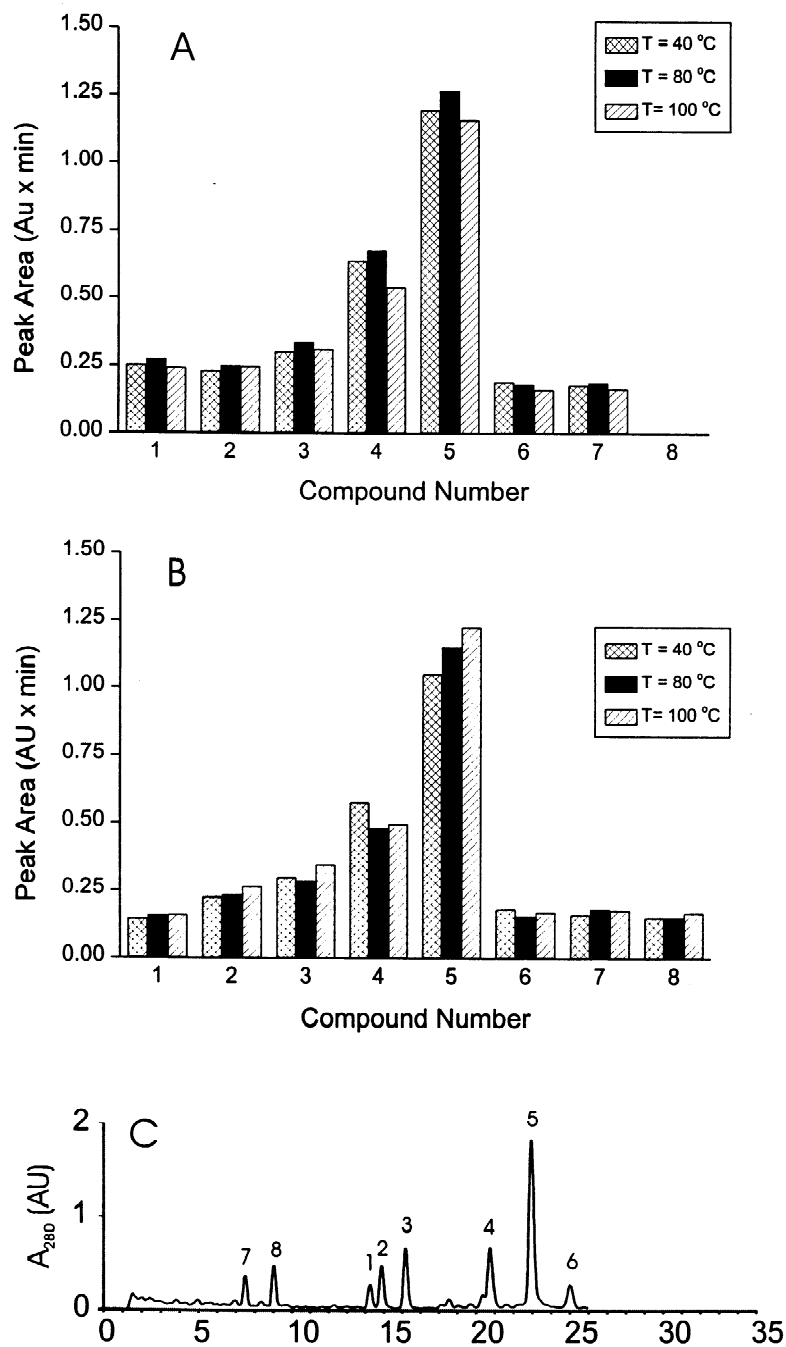 A
T = 40 °C
T = 80 °C
T= 100 °C
1.50
1.25
1.00
0.75
0.50
0.25
0.00
Peak Area (Au x min)
1 2 3 4 5 6 7 8
Compound Number
B
T = 40 °C
T = 80 °C
T= 100 °C
1.50
1.25
1.00
0.75
0.50
0.25
0.00
Peak Area (AU x min)
1 2 3 4 5 6 7 8
Compound Number
C
2
1
0
A280 (AU)
7 8 1 2 3 4 5 6
0 5 10 15 20 25 30 35